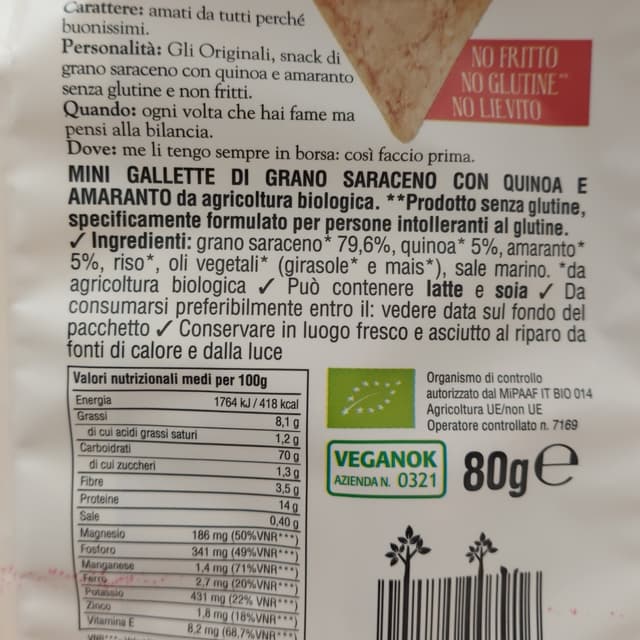 Carattere: amati da tutti perché
buonissimi.
Personalità: Gli Originali, snack di
grano saraceno con quinoa e amaranto
senza glutine e non fritti.
Quando: ogni volta che hai fame ma
pensi alla bilancia.
Dove: me li tengo sempre in borsa: così faccio prima.
NO FRITTO
NO GLUTINE**
NO LIEVITO
MINI GALLETTE DI GRANO SARACENO CON QUINOA E
AMARANTO da agricoltura biologica. **Prodotto senza glutine,
specificamente formulato per persone intolleranti al glutine.
✓ Ingredienti: grano saraceno* 79,6%, quinoa* 5%, amaranto*
5%, riso*, oli vegetali* (girasole* e mais*), sale marino. *da
agricoltura biologica ✓ Può contenere latte e soia ✓ Da
consumarsi preferibilmente entro il: vedere data sul fondo del
pacchetto ✓ Conservare in luogo fresco e asciutto al riparo da
fonti di calore e dalla luce
Valori nutrizionali medi per 100g
Energia 1764 kJ / 418 kcal
Grassi 8,1 g
di cui acidi grassi saturi 1,2 g
Carboidrati 70 g
di cui zuccheri 1,3 g
Fibre 3,5 g
Proteine 14 g
Sale 0,40 g
Magnesio 186 mg (50%VNR***)
Fosforo 341 mg (49%VNR***)
Manganese 1,4 mg (71%VNR***)
Ferro 2,7 mg (20%VNR***)
Potassio 431 mg (22% VNR***)
Zinco 1,8 mg (18%VNR***)
Vitamina E 8,2 mg (68,7%VNR***)
Organismo di controllo
autorizzato dal MiPAAF IT BIO 014
Agricoltura UE/non UE
Operatore controllato n. 7169
VEGANOK
AZIENDA N. 0321
80g e